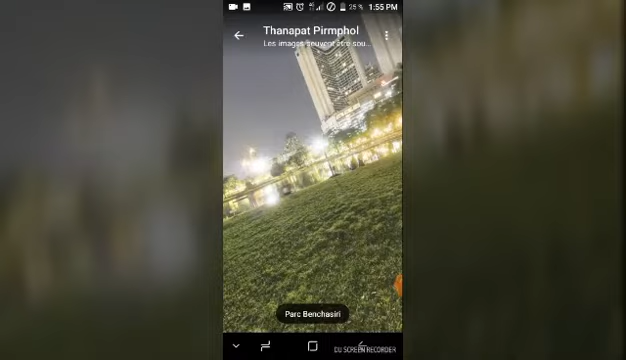 25 %
1:55 PM
Thanapat Pirmphol
Les images peuvent être sou...
Parc Benchasiri
DU SCREEN RECORDER